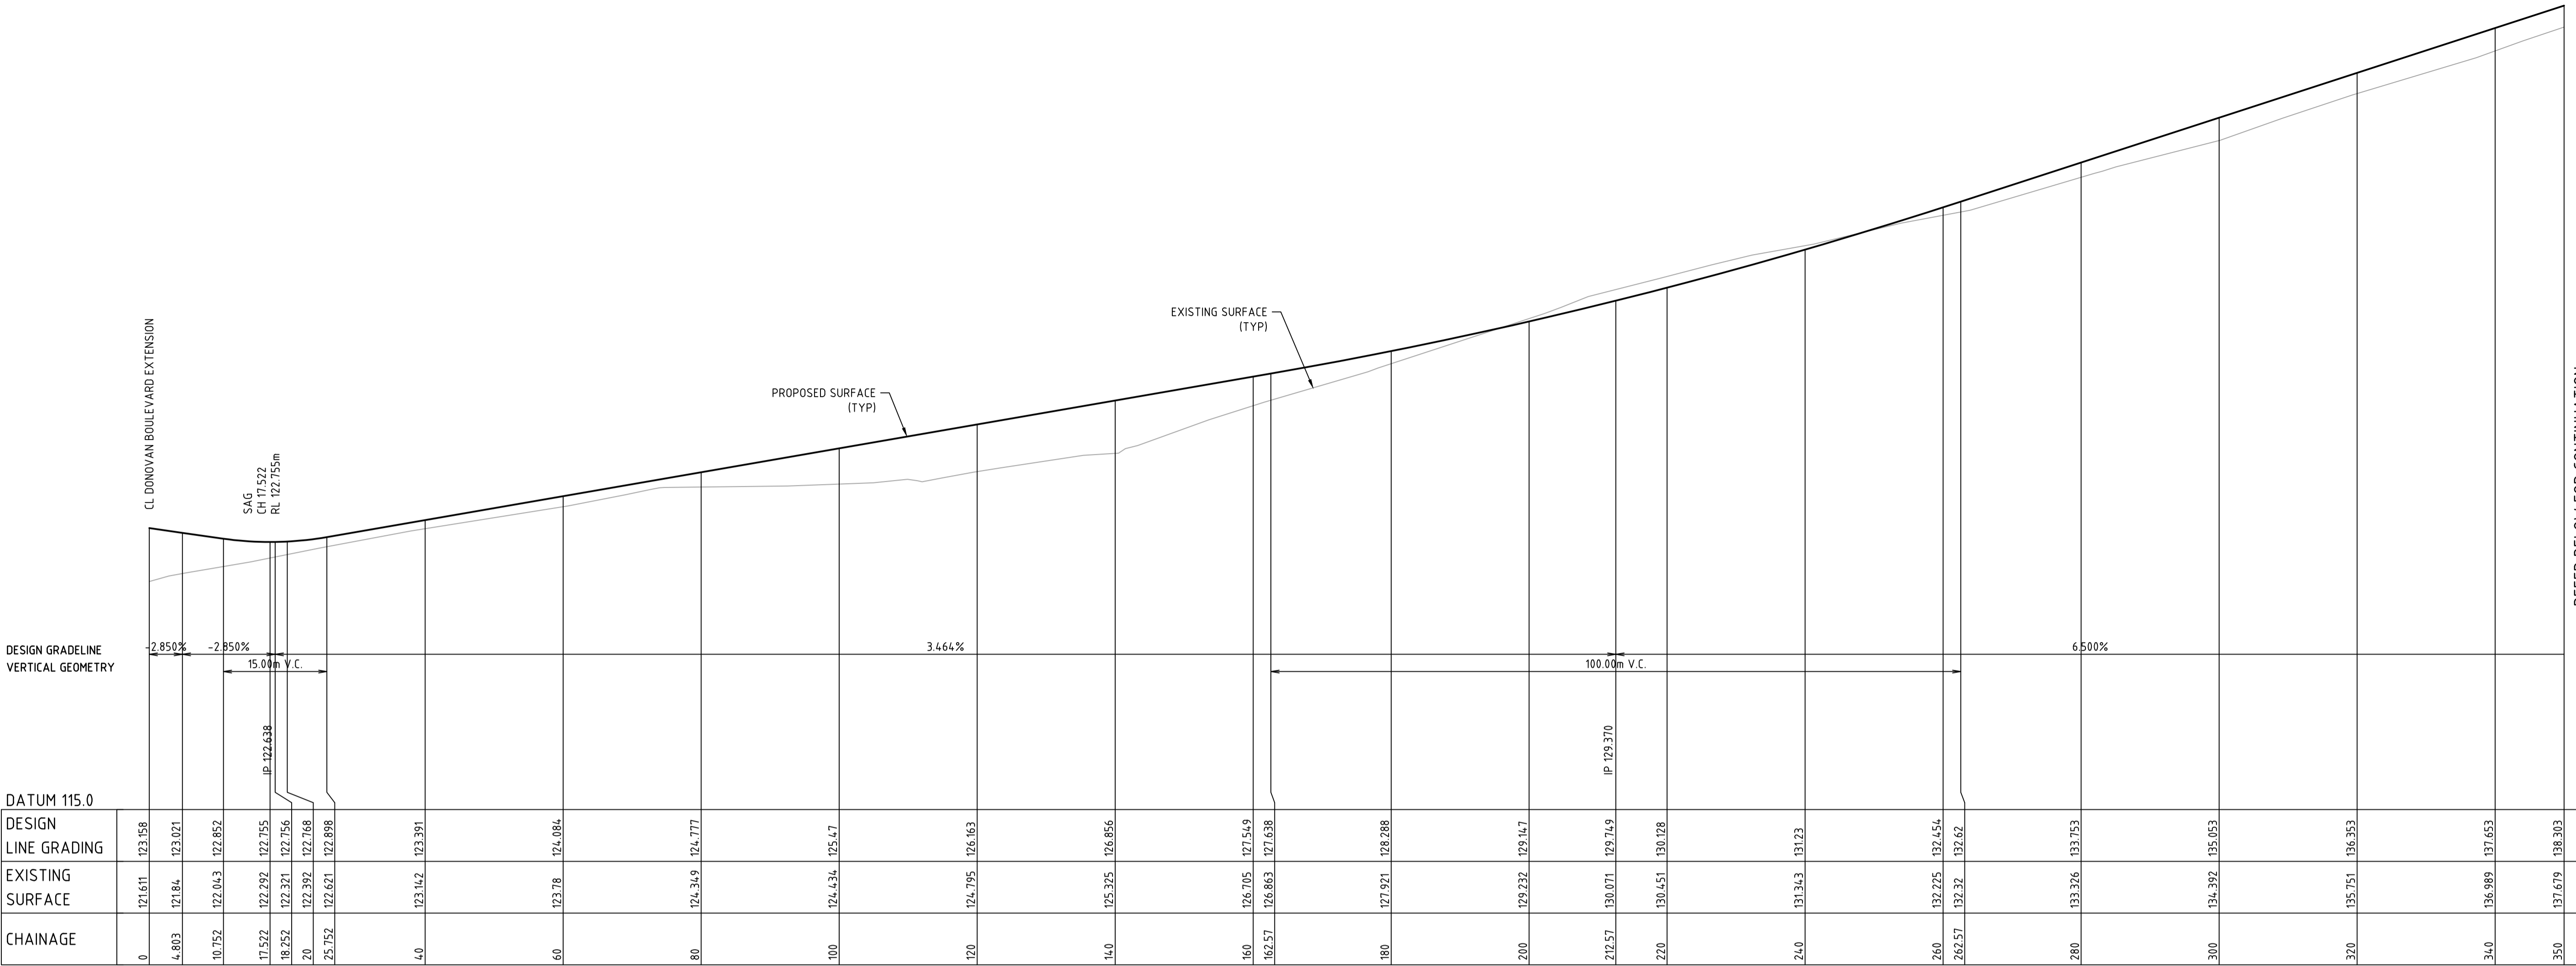 CL DONOVAN BOULEVARD EXTENSION
SAG
CH 17.522
RL 122.755m
PROPOSED SURFACE
(TYP)
EXISTING SURFACE
(TYP)
DESIGN GRADELINE
VERTICAL GEOMETRY
-2.850% -2.850% 3.464% 6.500%
15.00m V.C. 100.00m V.C.
IP 122.638
IP 129.370
DATUM 115.0
DESIGN
LINE GRADING
123.158 123.021 122.852 122.755 122.756 122.768 122.898 123.391 124.084 124.777 125.47 126.163 126.856 127.549 127.638 128.288 129.147 129.749 130.128 131.23 132.454 132.62 133.753 135.053 136.353 137.653 138.303
EXISTING
SURFACE
121.611 121.84 122.043 122.292 122.321 122.392 122.621 123.142 123.78 124.349 124.434 124.795 125.325 126.705 126.863 127.921 129.232 130.071 130.451 131.343 132.225 132.32 133.326 134.392 135.751 136.989 137.679
CHAINAGE
0 4.803 10.752 17.522 18.252 20 25.752 40 60 80 100 120 140 160 162.57 180 200 212.57 220 240 260 262.57 280 300 320 340 350